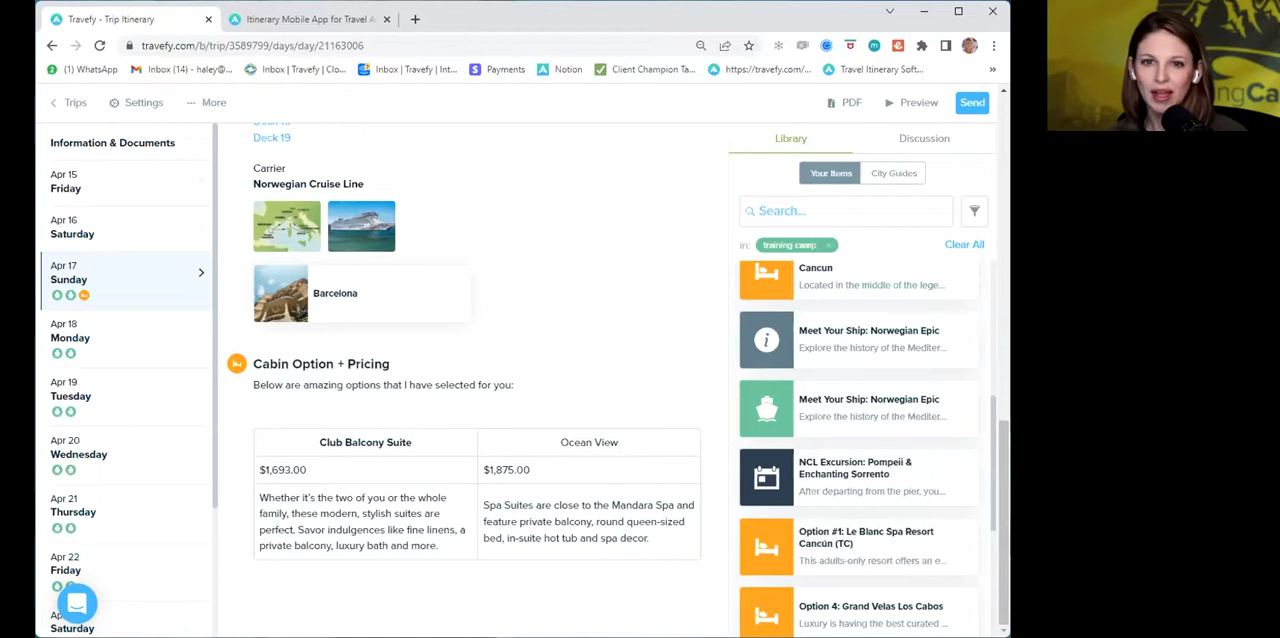 Travefy - Trip Itinerary
Itinerary Mobile App for Travel A
travefy.com/b/trip/3589799/days/day/21163006
(1) WhatsApp
Inbox (14) - haley@...
Inbox | Travefy | Clo...
Inbox | Travefy | Int...
Payments
Notion
Client Champion Ta...
https://travefy.com/...
Travel Itinerary Soft...
Trips
Settings
More
PDF
Preview
Send
Information & Documents
Apr 15
Friday
Apr 16
Saturday
Apr 17
Sunday
Apr 18
Monday
Apr 19
Tuesday
Apr 20
Wednesday
Apr 21
Thursday
Apr 22
Friday
Saturday
Deck 19
Carrier
Norwegian Cruise Line
Barcelona
Cabin Option + Pricing
Below are amazing options that I have selected for you:
Club Balcony Suite
Ocean View
$1,693.00
$1,875.00
Whether it's the two of you or the whole
family, these modern, stylish suites are
perfect. Savor indulgences like fine linens, a
private balcony, luxury bath and more.
Spa Suites are close to the Mandara Spa and
feature private balcony, round queen-sized
bed, in-suite hot tub and spa decor.
Library
Discussion
Your Items
City Guides
Search...
in:
training camp ×
Clear All
Cancun
Located in the middle of the lege...
Meet Your Ship: Norwegian Epic
Explore the history of the Mediter...
Meet Your Ship: Norwegian Epic
Explore the history of the Mediter...
NCL Excursion: Pompeii &
Enchanting Sorrento
After departing from the pier, you...
Option #1: Le Blanc Spa Resort
Cancún (TC)
This adults-only resort offers an e...
Option 4: Grand Velas Los Cabos
Luxury is having the best curated ...